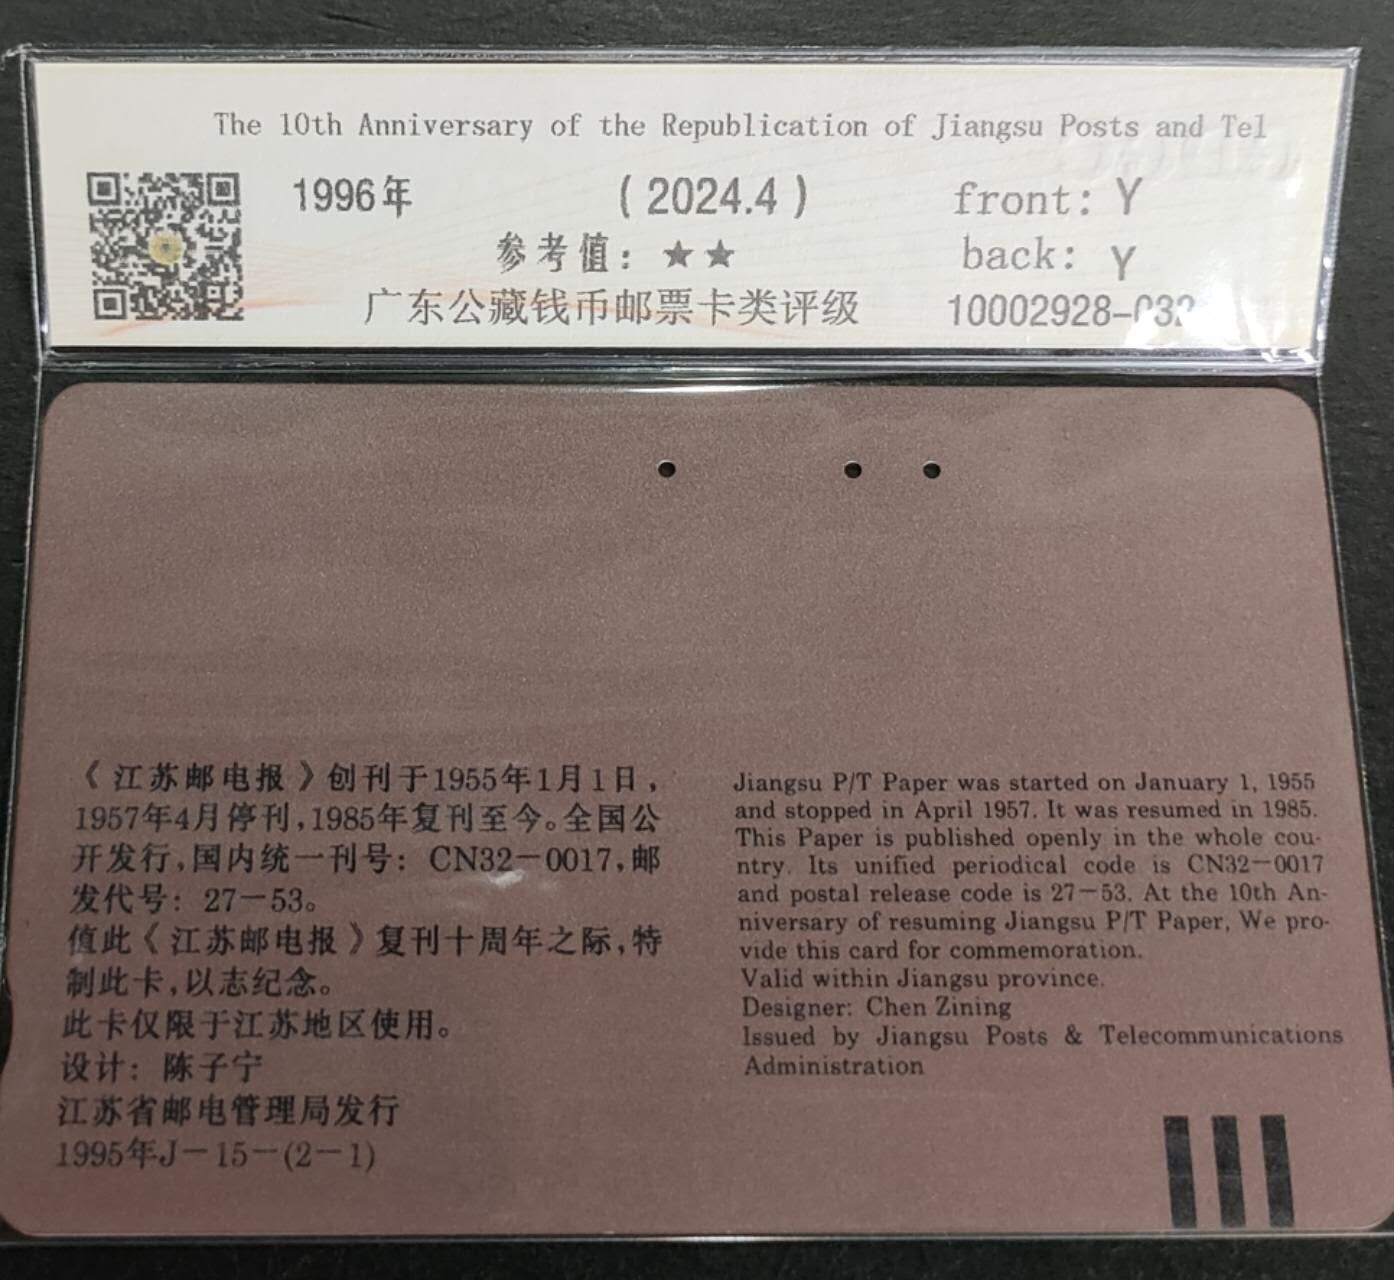 The 10th Anniversary of the Republication of Jiangsu Posts and Tel
1996年 (2024.4) front: Y
参考值: ★★ back: Y
广东公藏钱币邮票卡类评级 10002928-032
《江苏邮电报》创刊于1955年1月1日,
1957年4月停刊,1985年复刊至今。全国公
开发行,国内统一刊号: CN32-0017,邮
发代号: 27-53。
值此《江苏邮电报》复刊十周年之际,特
制此卡,以志纪念。
此卡仅限于江苏地区使用。
设计: 陈子宁
江苏省邮电管理局发行
1995年J-15-(2-1)
Jiangsu P/T Paper was started on January 1, 1955
and stopped in April 1957. It was resumed in 1985.
This Paper is published openly in the whole cou-
ntry. Its unified periodical code is CN32-0017
and postal release code is 27-53. At the 10th An-
niversary of resuming Jiangsu P/T Paper, We pro-
vide this card for commemoration.
Valid within Jiangsu province.
Designer: Chen Zining
Issued by Jiangsu Posts & Telecommunications
Administration